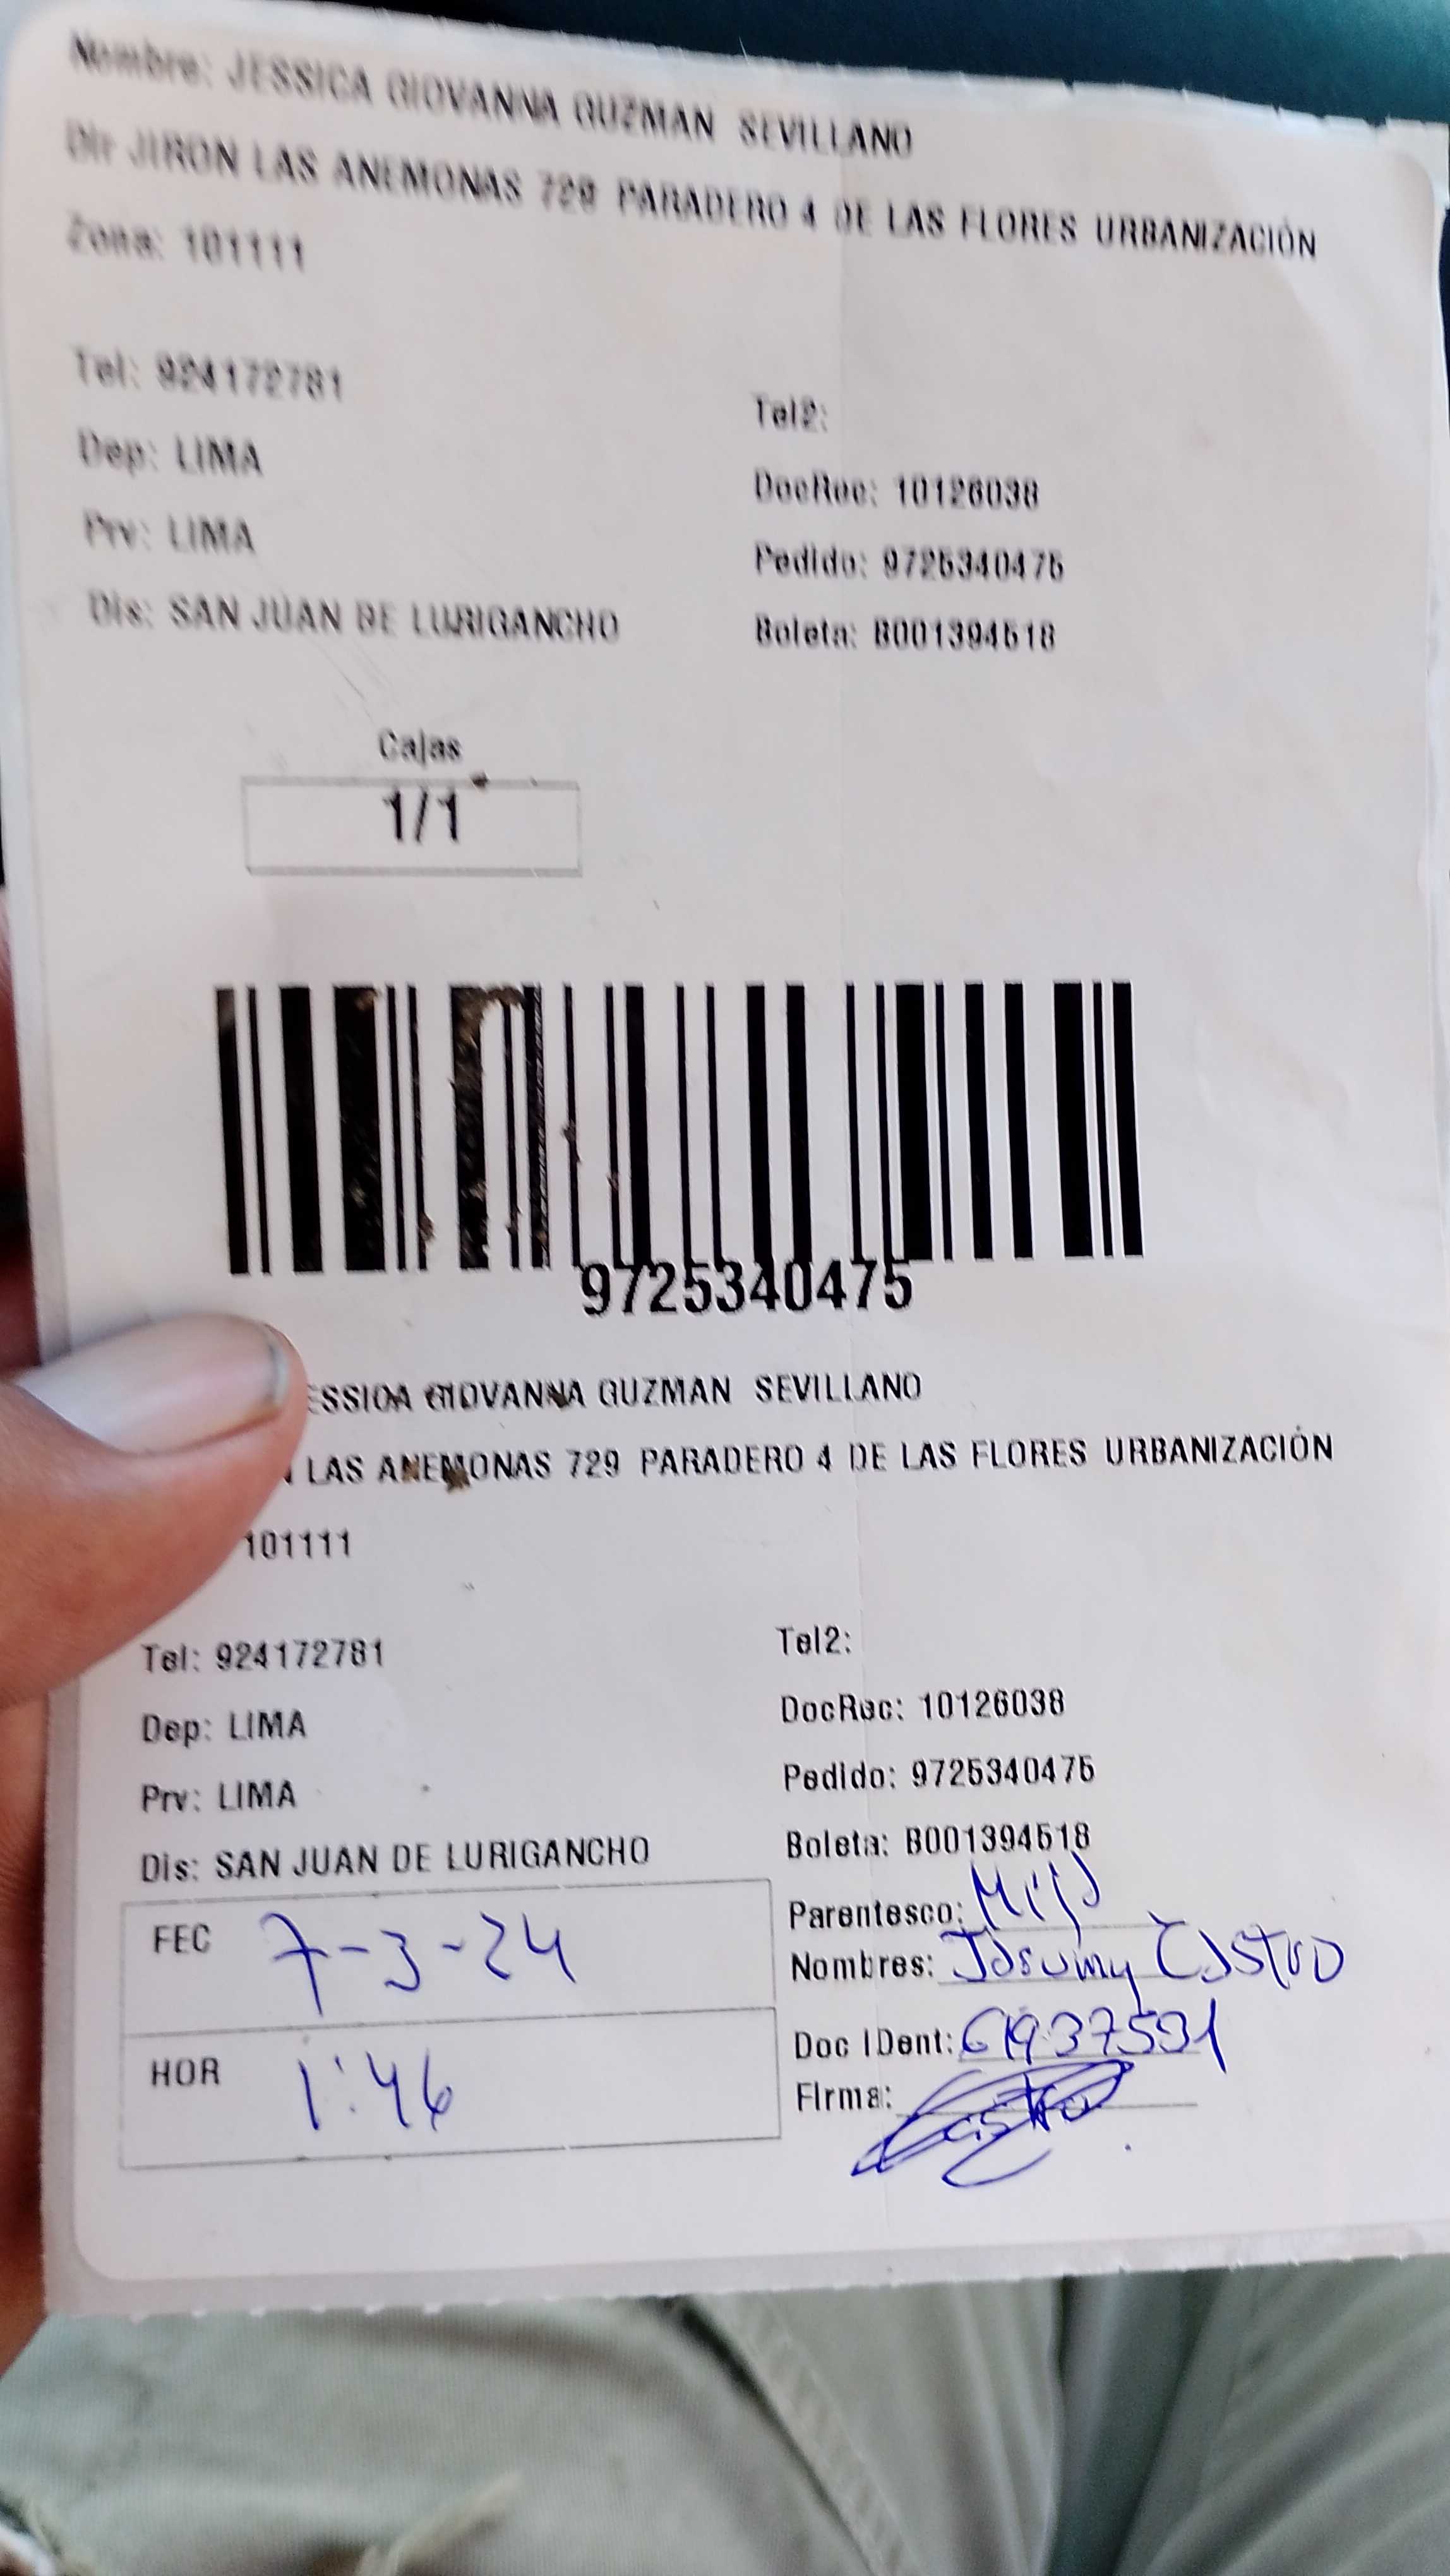 Nombre: JESSICA GIOVANNA GUZMAN SEVILLANO
Dir JIRON LAS ANEMONAS 729 PARADERO 4 DE LAS FLORES URBANIZACIÓN
Zona: 101111
Tel: 924172781
Tel2:
Dep: LIMA
DocRec: 10126038
Prv: LIMA
Pedido: 9725340475
Dis: SAN JUAN DE LURIGANCHO
Boleta: B001394518
Cajas
1/1
9725340475
ESSICA GIOVANNA GUZMAN SEVILLANO
LAS ANEMONAS 729 PARADERO 4 DE LAS FLORES URBANIZACIÓN
101111
Tel: 924172781
Tel2:
Dep: LIMA
DocRec: 10126038
Prv: LIMA
Pedido: 9725340475
Dis: SAN JUAN DE LURIGANCHO
Boleta: B001394518
FEC 7-3-24
Parentesco:
Nombres: Castro
HOR 1:46
Doc IDent: 61937531
Firma: Castro